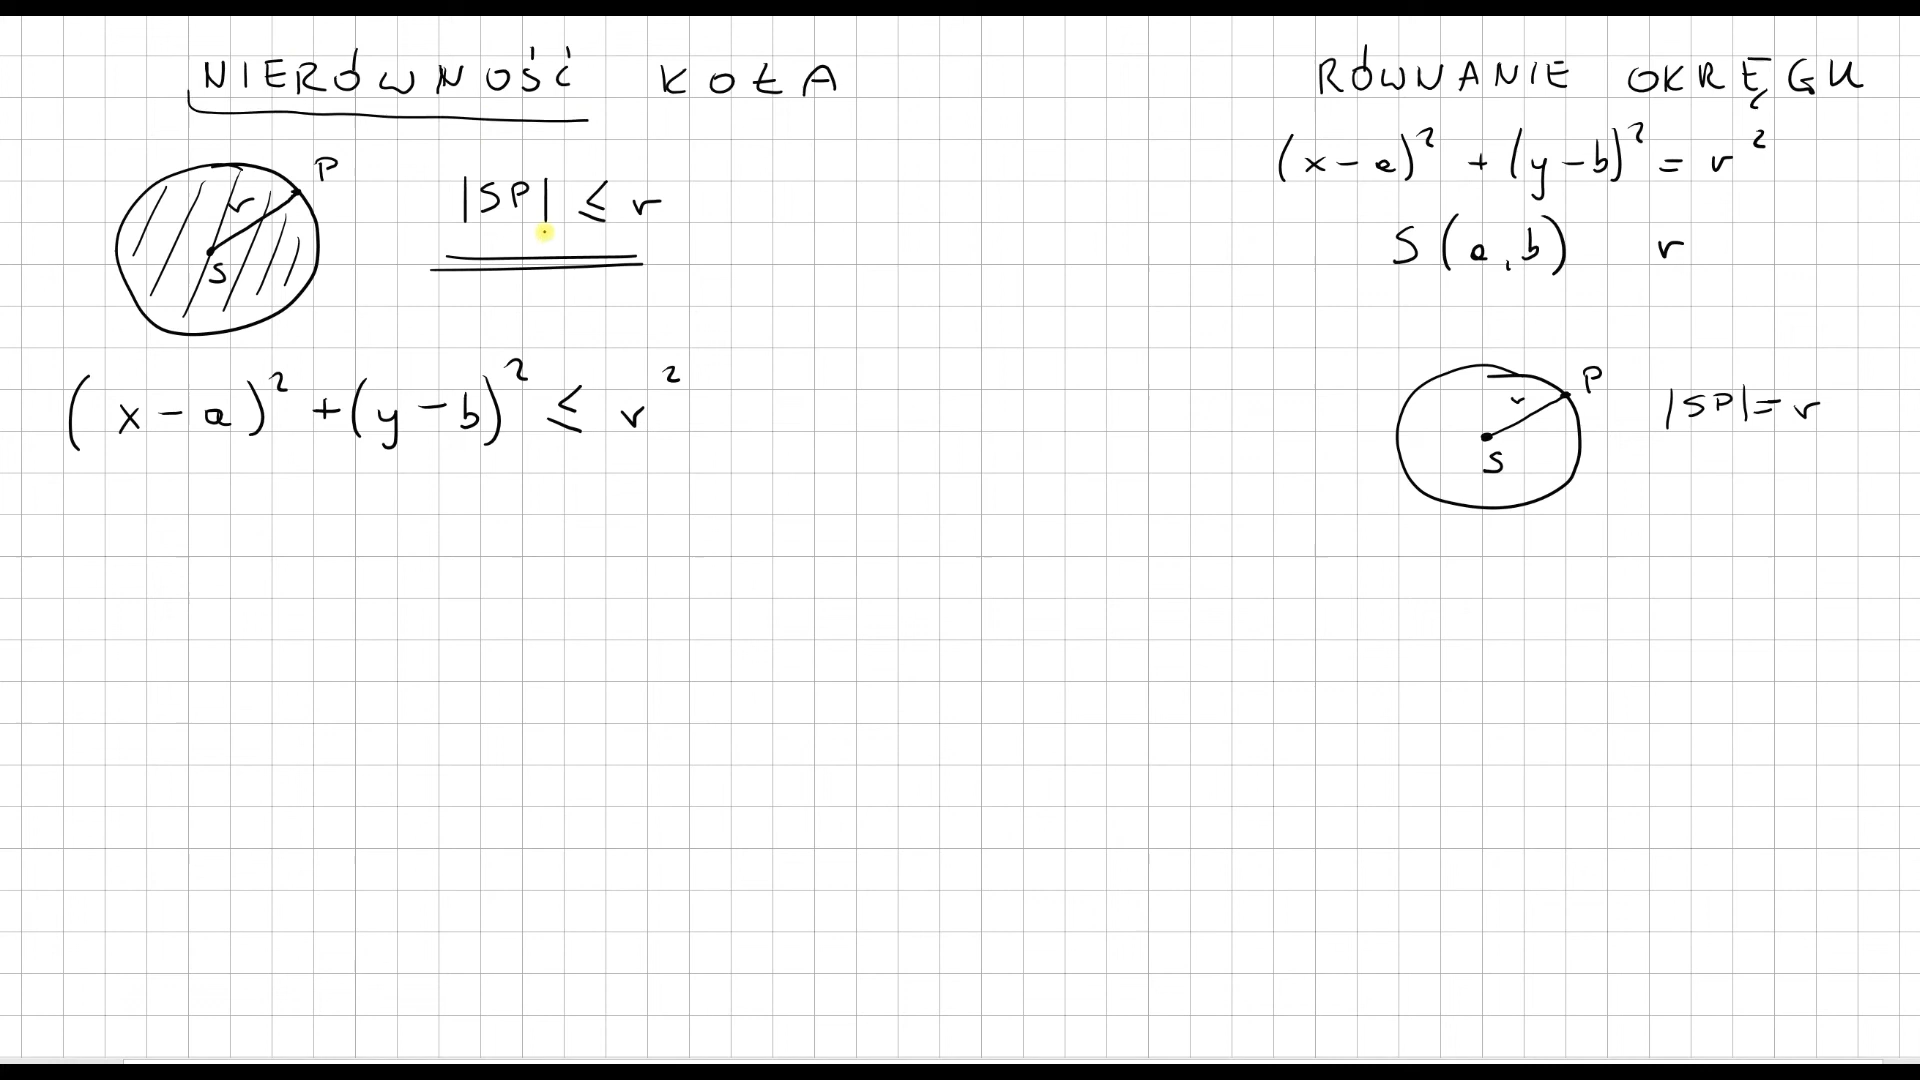 NIERÓWNOŚĆ KOŁA
P
r
S
|SP| ≤ r
(x-a)² + (y-b)² ≤ r²
RÓWNANIE OKRĘGU
(x-a)² + (y-b)² = r²
S(a,b) r
P
r
S
|SP| = r